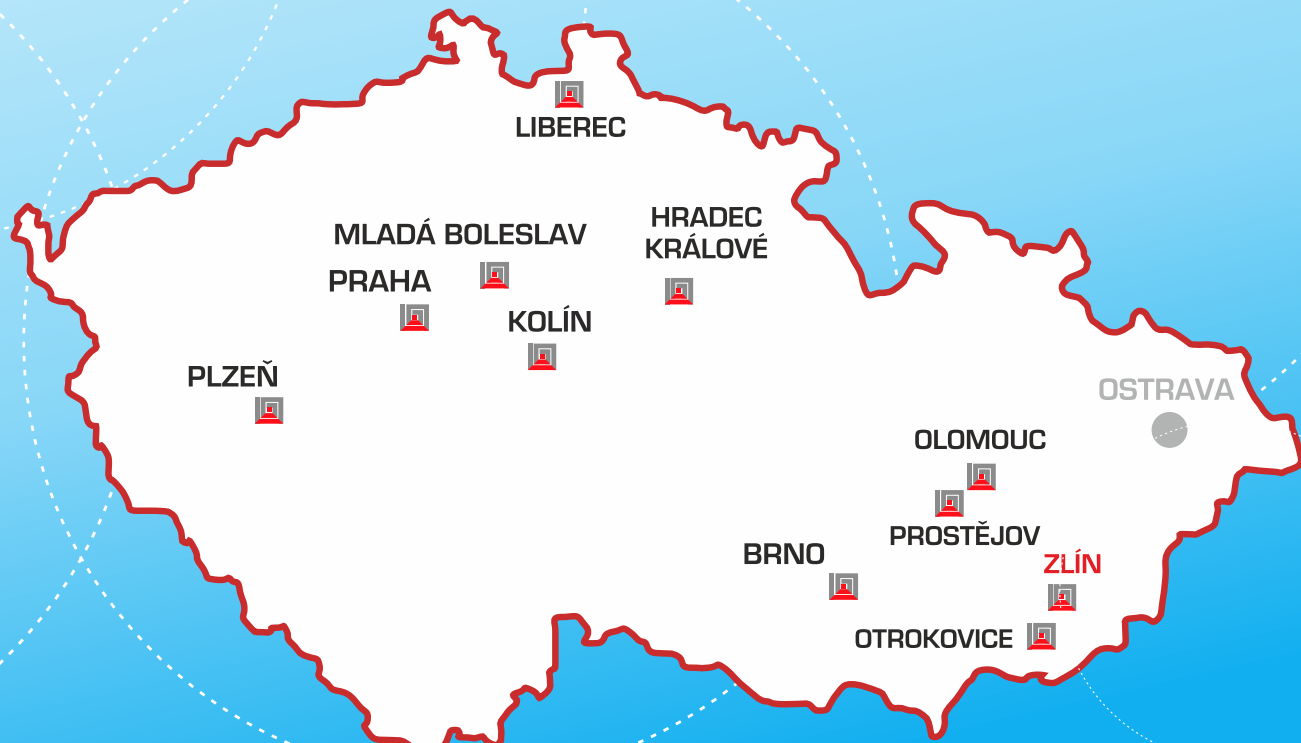 LIBEREC
MLADÁ BOLESLAV
HRADEC
KRÁLOVÉ
PRAHA
KOLÍN
PLZEŇ
OSTRAVA
OLOMOUC
PROSTĚJOV
BRNO
ZLÍN
OTROKOVICE